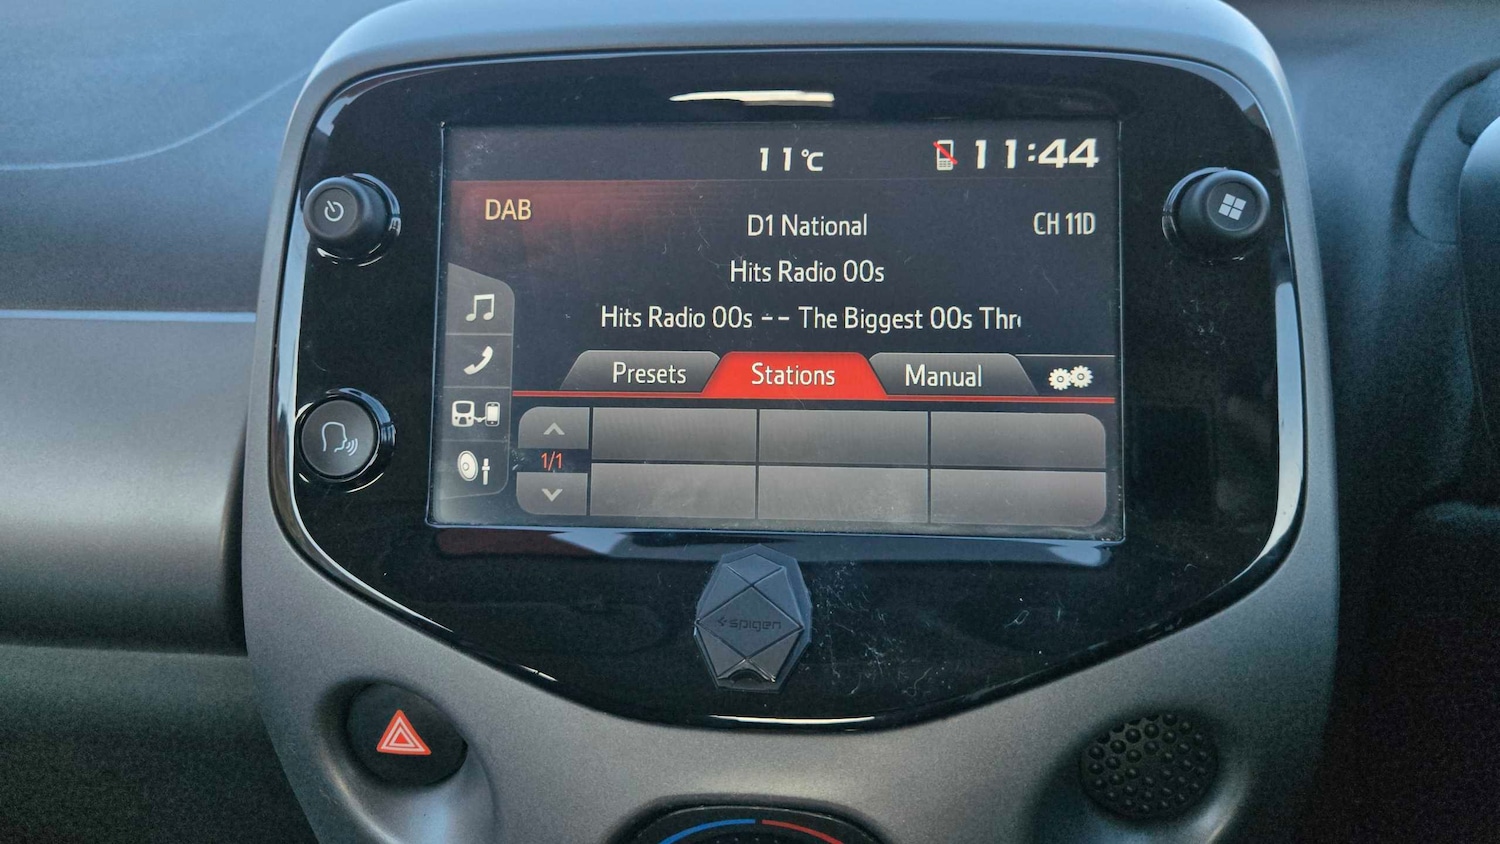 11°C 11:44
DAB
D1 National
CH 11D
Hits Radio 00s
Hits Radio 00s -- The Biggest 00s Thr
Presets Stations Manual
1/1
spigen